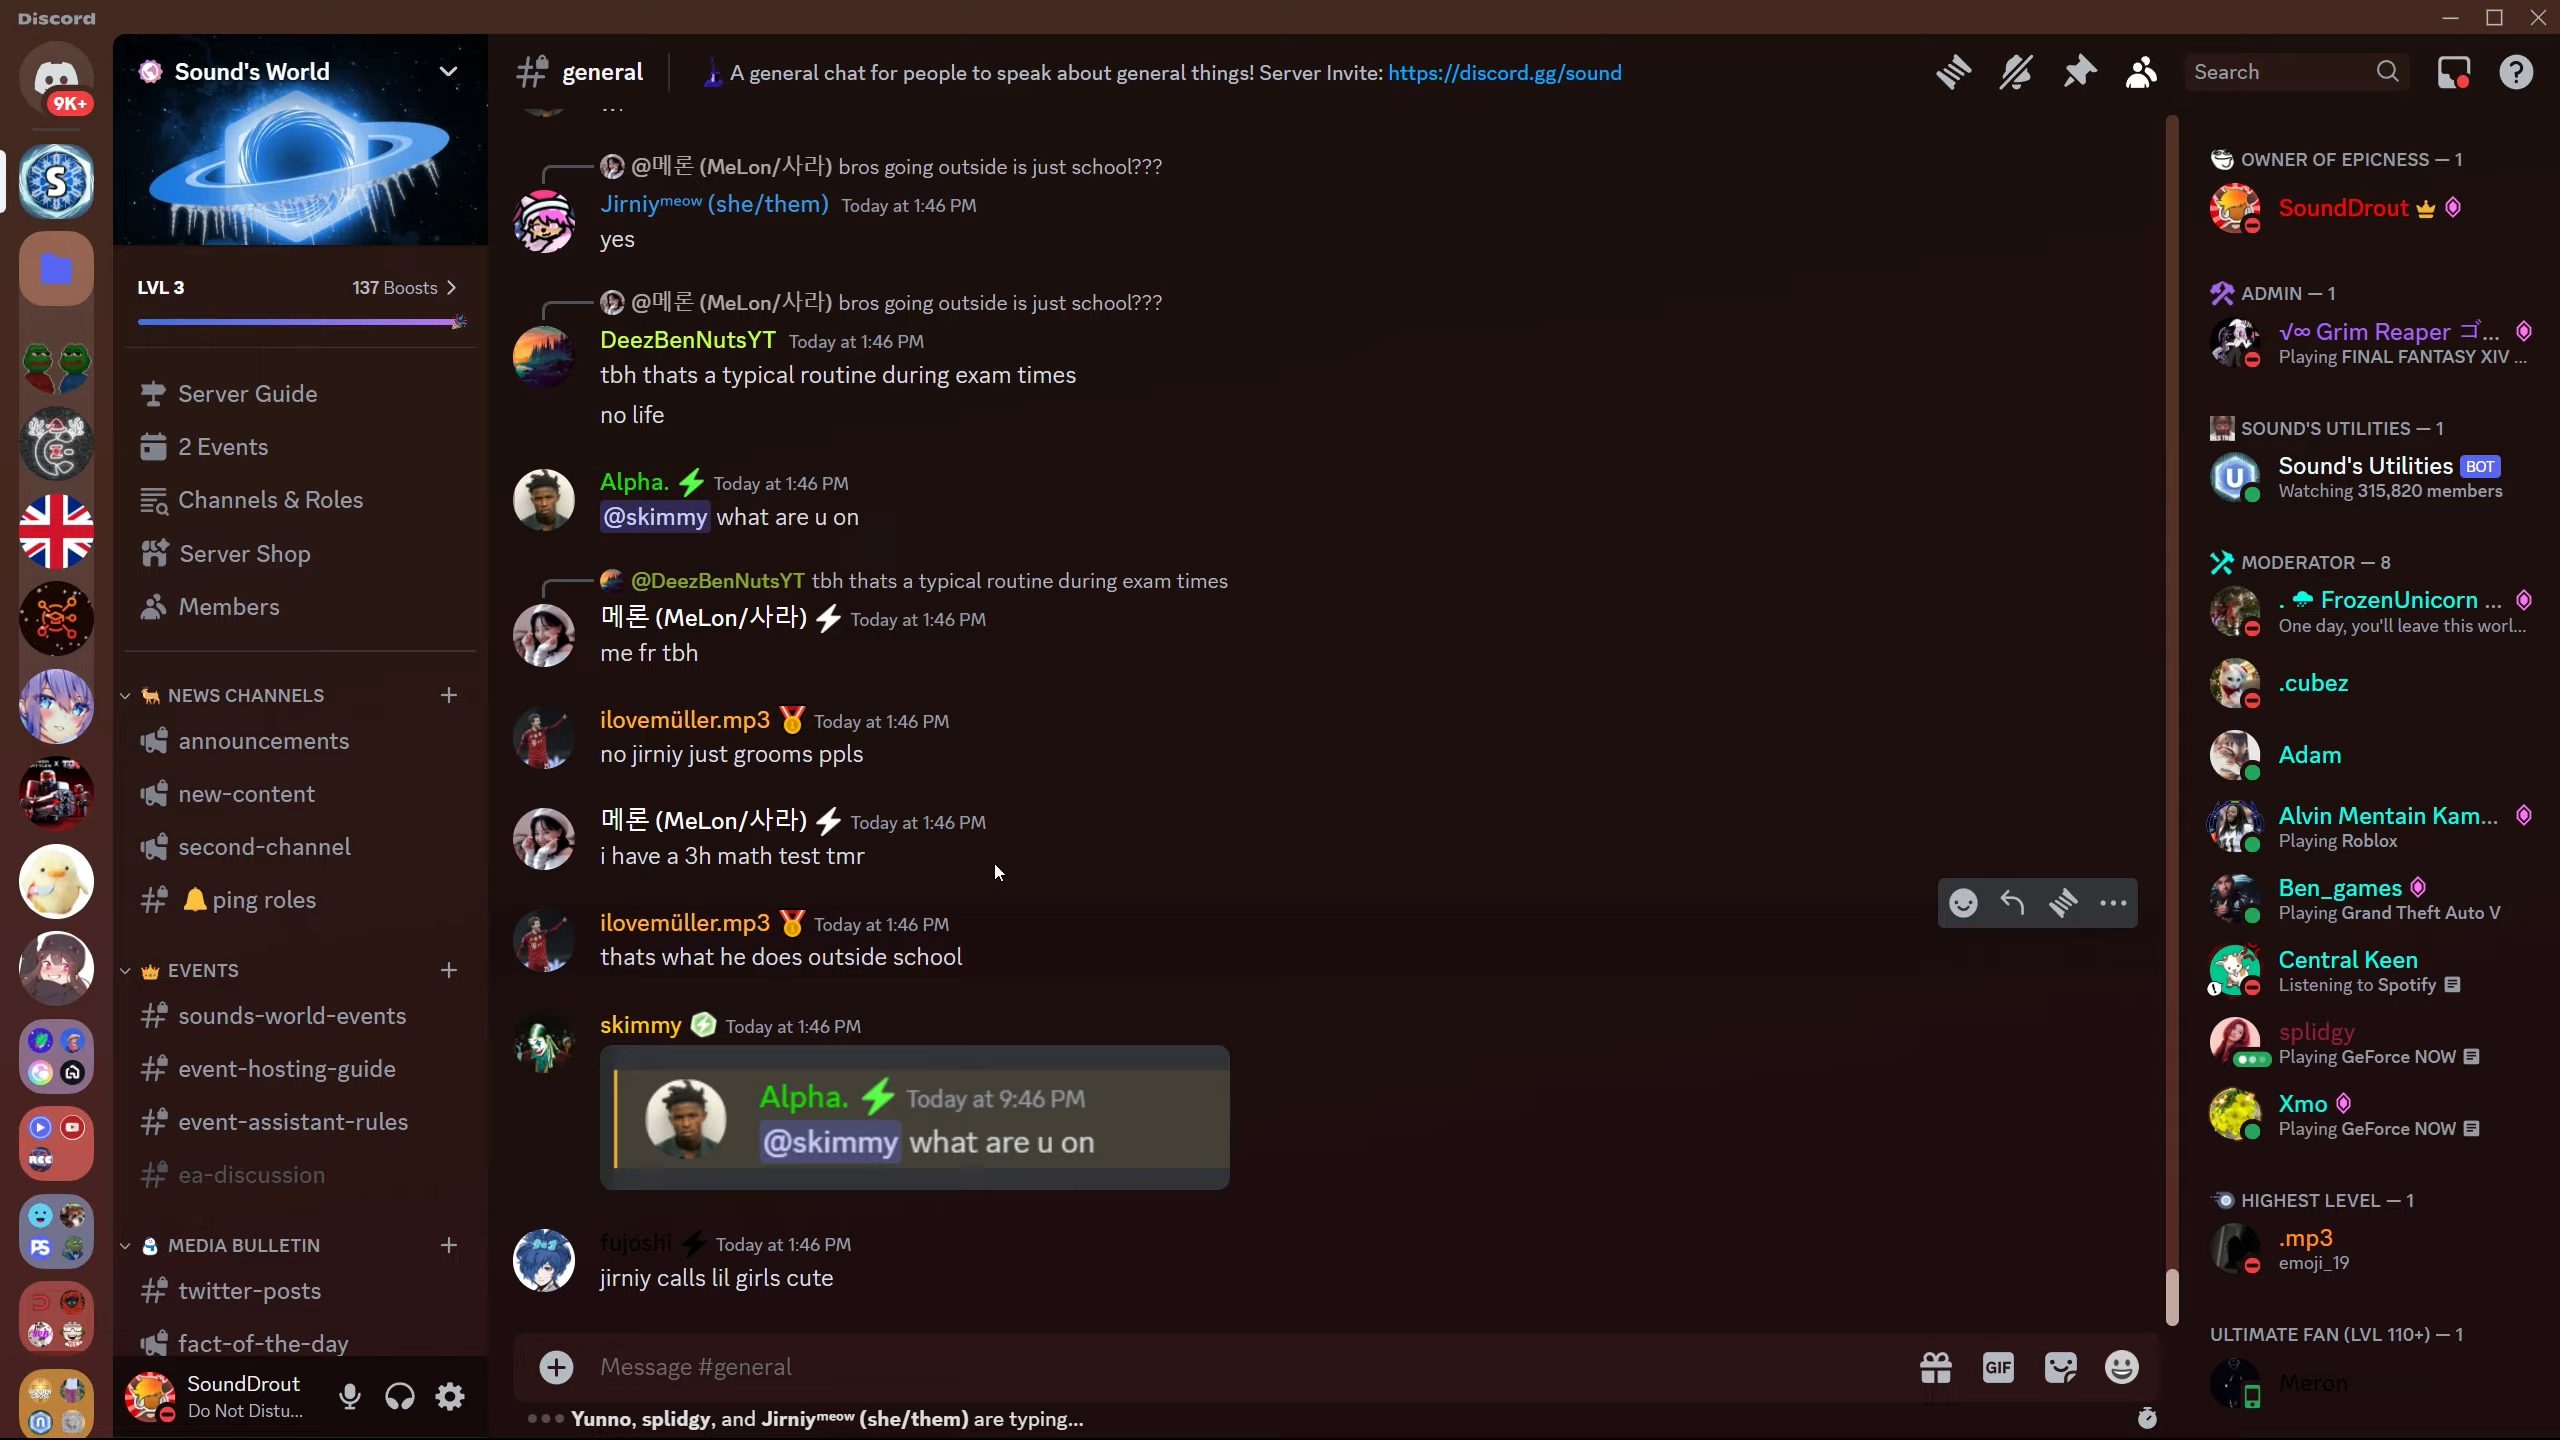 Discord
9K+
Sound's World
LVL 3
137 Boosts
Server Guide
2 Events
Channels & Roles
Server Shop
Members
NEWS CHANNELS
announcements
new-content
second-channel
ping roles
EVENTS
sounds-world-events
event-hosting-guide
event-assistant-rules
ea-discussion
MEDIA BULLETIN
twitter-posts
fact-of-the-day
SoundDrout
Do Not Distu...
general
A general chat for people to speak about general things! Server Invite: https://discord.gg/sound
Search
@메론 (MeLon/사라) bros going outside is just school???
Jirniyᵐᵉᵒʷ (she/them) Today at 1:46 PM
yes
@메론 (MeLon/사라) bros going outside is just school???
DeezBenNutsYT Today at 1:46 PM
tbh thats a typical routine during exam times
no life
Alpha. Today at 1:46 PM
@skimmy what are u on
@DeezBenNutsYT tbh thats a typical routine during exam times
메론 (MeLon/사라) Today at 1:46 PM
me fr tbh
ilovemüller.mp3 Today at 1:46 PM
no jirniy just grooms ppls
메론 (MeLon/사라) Today at 1:46 PM
i have a 3h math test tmr
ilovemüller.mp3 Today at 1:46 PM
thats what he does outside school
skimmy Today at 1:46 PM
Alpha. Today at 9:46 PM
@skimmy what are u on
fujoshi Today at 1:46 PM
jirniy calls lil girls cute
Message #general
GIF
Yunno, splidgy, and Jirniyᵐᵉᵒʷ (she/them) are typing...
OWNER OF EPICNESS — 1
SoundDrout
ADMIN — 1
√∞ Grim Reaper ゴ...
Playing FINAL FANTASY XIV ...
SOUND'S UTILITIES — 1
Sound's Utilities BOT
Watching 315,820 members
MODERATOR — 8
. FrozenUnicorn ...
One day, you'll leave this worl...
.cubez
Adam
Alvin Mentain Kam...
Playing Roblox
Ben_games
Playing Grand Theft Auto V
Central Keen
Listening to Spotify
splidgy
Playing GeForce NOW
Xmo
Playing GeForce NOW
HIGHEST LEVEL — 1
.mp3
emoji_19
ULTIMATE FAN (LVL 110+) — 1
Meron